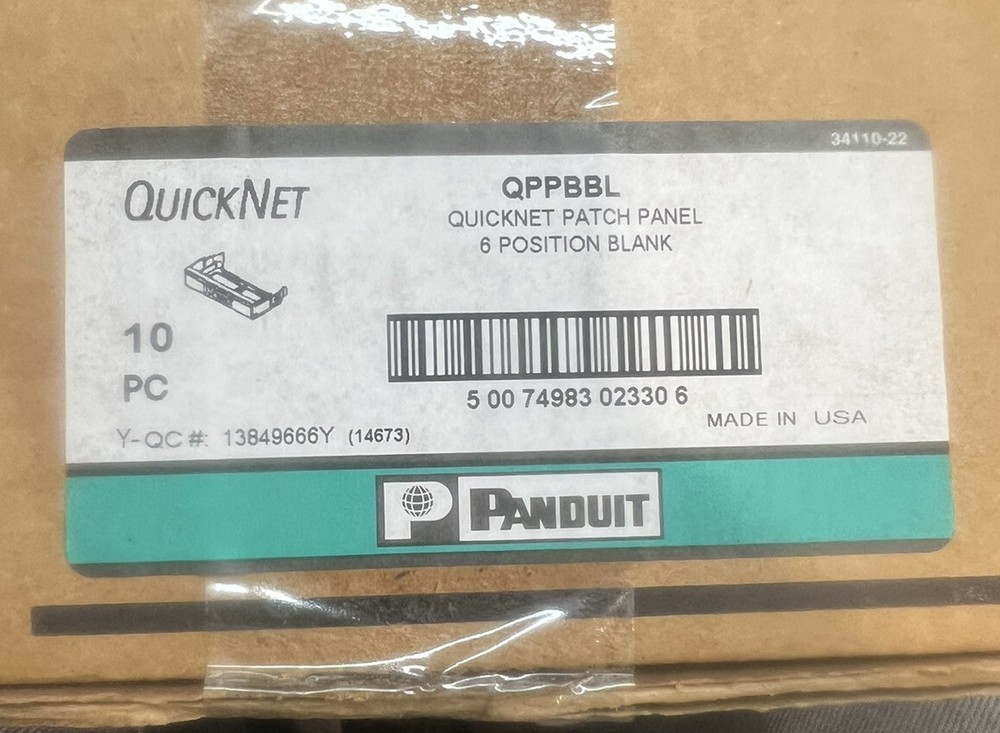 34110-22
QUICKNET
QPPBBL
QUICKNET PATCH PANEL
6 POSITION BLANK
10
PC
5 00 74983 02330 6
MADE IN USA
Y-QC#: 13849666Y (14673)
P PANDUIT